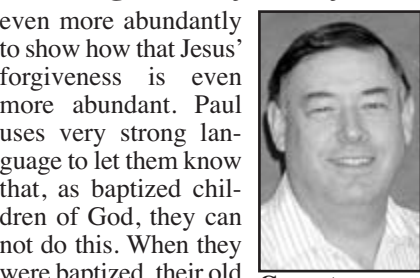 even more abundantly
to show how that Jesus'
forgiveness is even
more abundant. Paul
uses very strong lan-
guage to let them know
that, as baptized chil-
dren of God, they can
not do this. When they
were baptized, their old